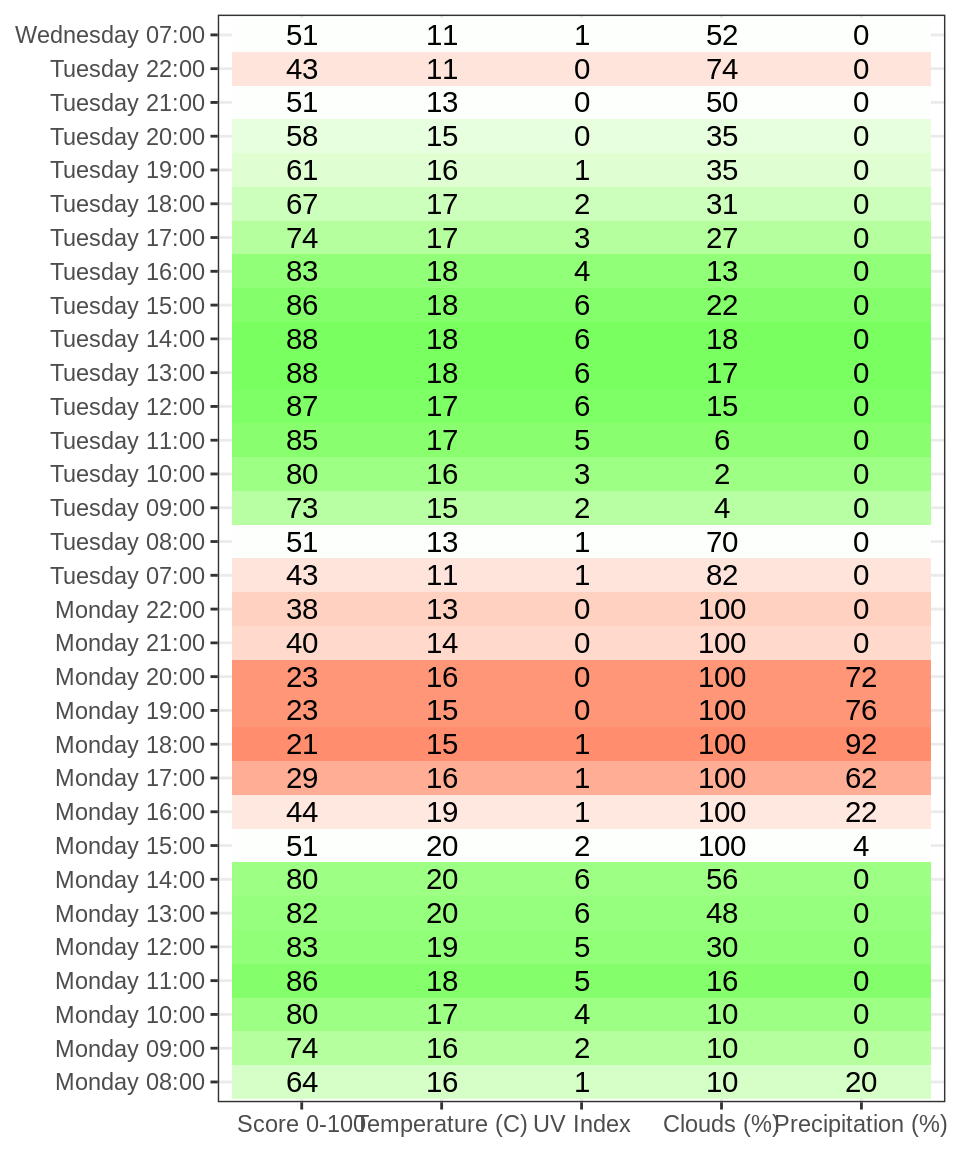 Wednesday 07:00 51 11 1 52 0
Tuesday 22:00 43 11 0 74 0
Tuesday 21:00 51 13 0 50 0
Tuesday 20:00 58 15 0 35 0
Tuesday 19:00 61 16 1 35 0
Tuesday 18:00 67 17 2 31 0
Tuesday 17:00 74 17 3 27 0
Tuesday 16:00 83 18 4 13 0
Tuesday 15:00 86 18 6 22 0
Tuesday 14:00 88 18 6 18 0
Tuesday 13:00 88 18 6 17 0
Tuesday 12:00 87 17 6 15 0
Tuesday 11:00 85 17 5 6 0
Tuesday 10:00 80 16 3 2 0
Tuesday 09:00 73 15 2 4 0
Tuesday 08:00 51 13 1 70 0
Tuesday 07:00 43 11 1 82 0
Monday 22:00 38 13 0 100 0
Monday 21:00 40 14 0 100 0
Monday 20:00 23 16 0 100 72
Monday 19:00 23 15 0 100 76
Monday 18:00 21 15 1 100 92
Monday 17:00 29 16 1 100 62
Monday 16:00 44 19 1 100 22
Monday 15:00 51 20 2 100 4
Monday 14:00 80 20 6 56 0
Monday 13:00 82 20 6 48 0
Monday 12:00 83 19 5 30 0
Monday 11:00 86 18 5 16 0
Monday 10:00 80 17 4 10 0
Monday 09:00 74 16 2 10 0
Monday 08:00 64 16 1 10 20
Score 0-100 Temperature (C) UV Index Clouds (%) Precipitation (%)